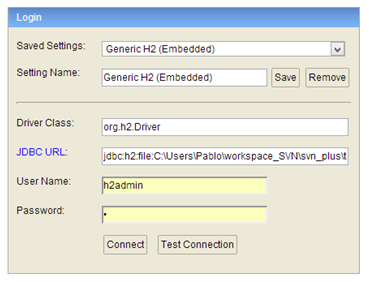 Login
Saved Settings: Generic H2 (Embedded)
Setting Name: Generic H2 (Embedded) Save Remove
Driver Class: org.h2.Driver
JDBC URL: jdbc:h2:file:C:\Users\Pablo\workspace_SVN\svn_plus\t
User Name: h2admin
Password: •
Connect Test Connection